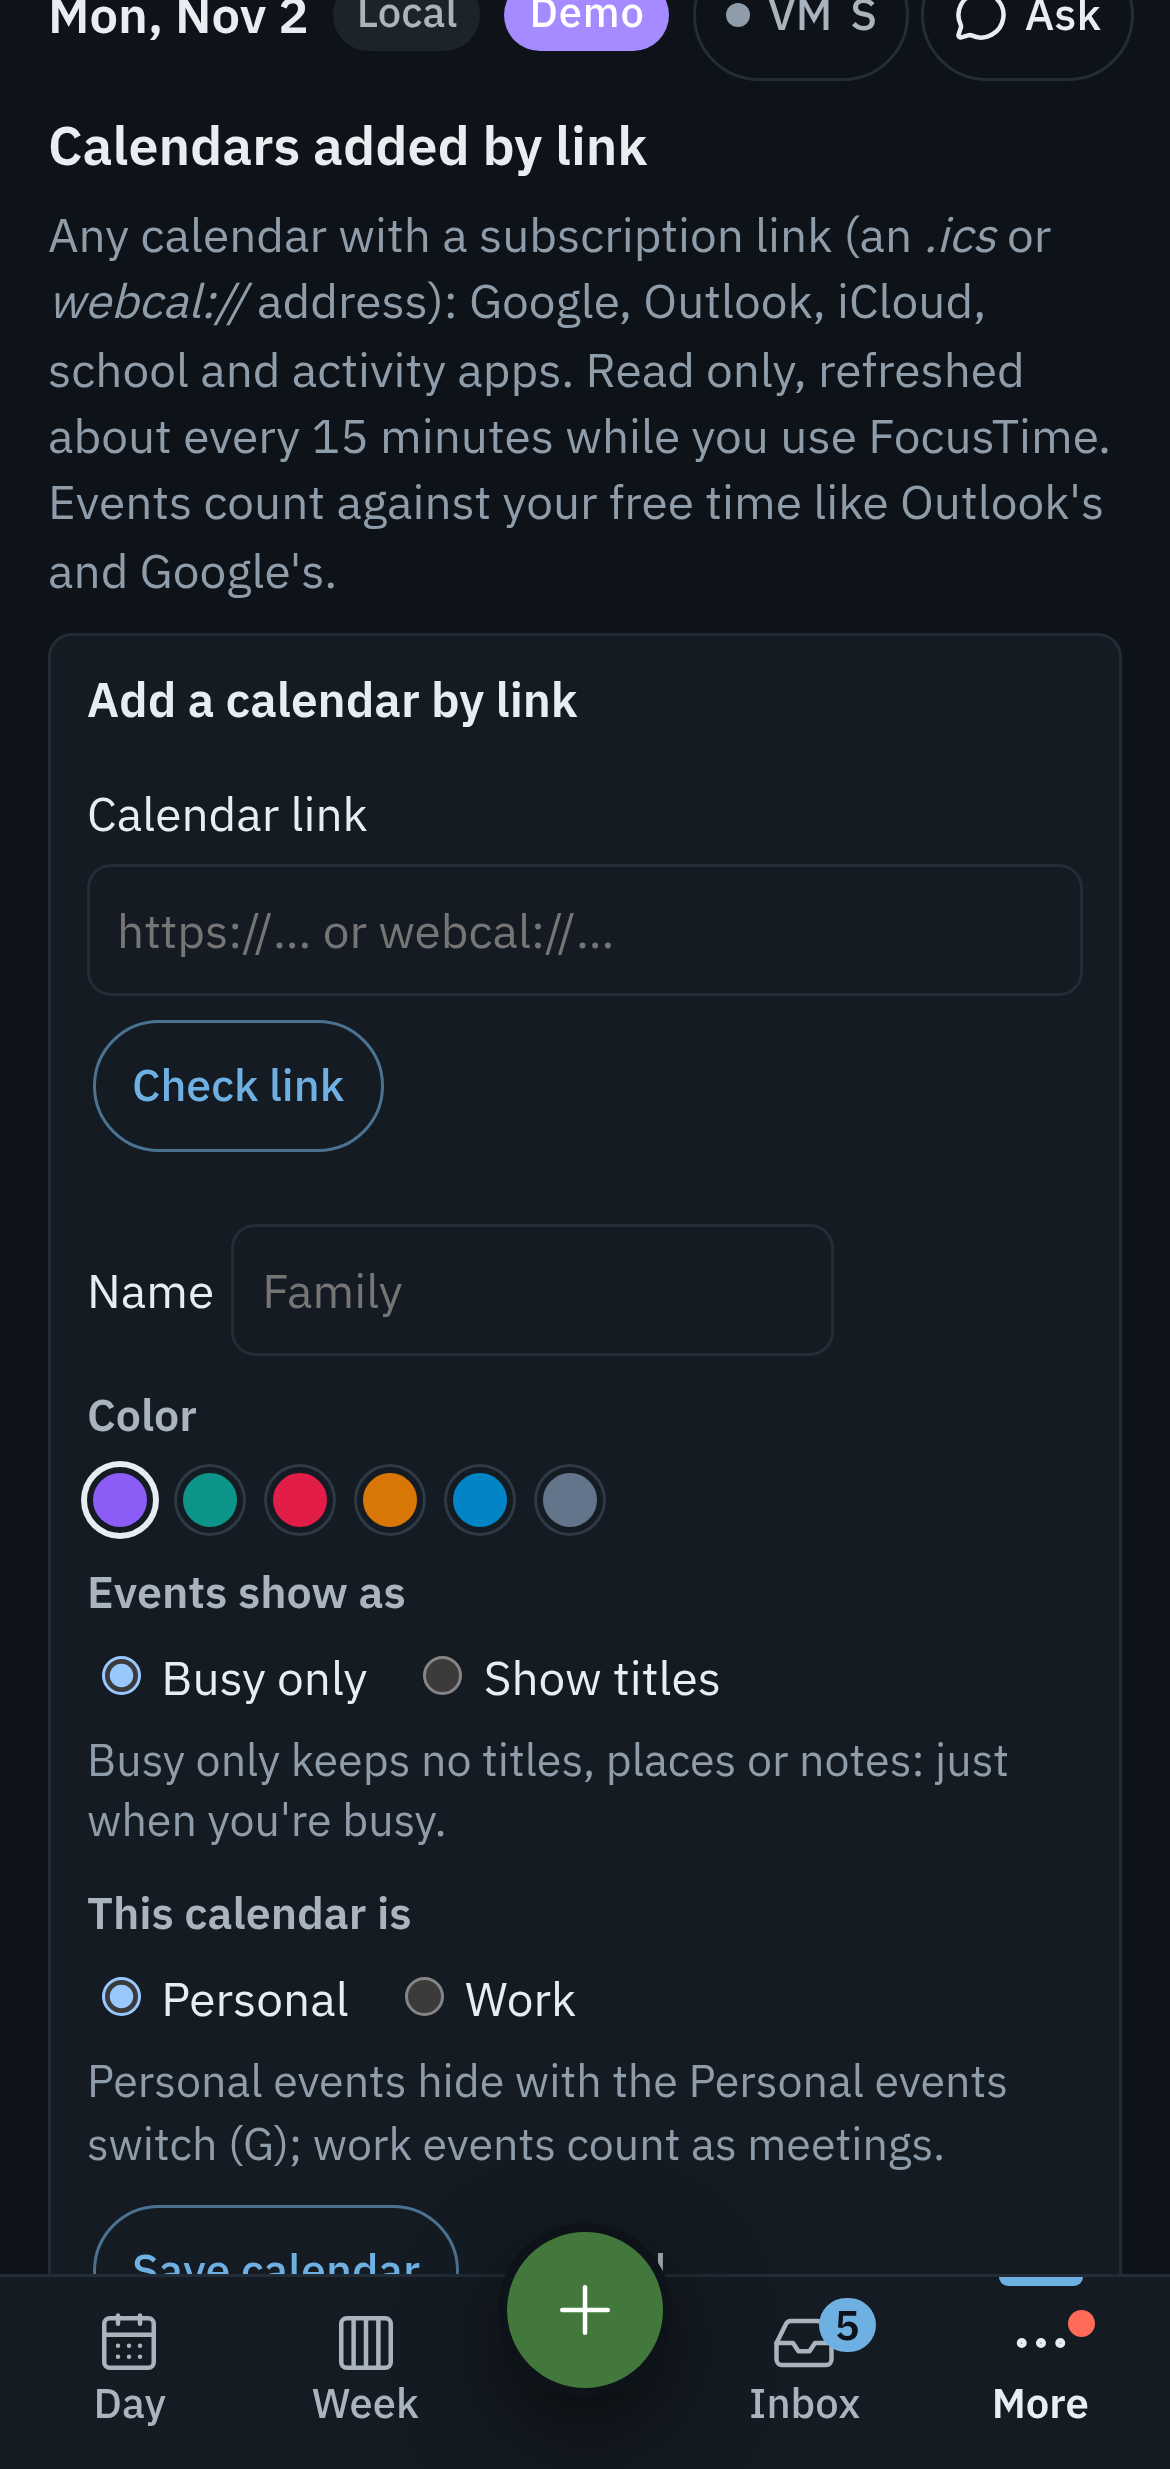 Mon, Nov 2 Local Demo VM S Ask
Calendars added by link
Any calendar with a subscription link (an .ics or
webcal:// address): Google, Outlook, iCloud,
school and activity apps. Read only, refreshed
about every 15 minutes while you use FocusTime.
Events count against your free time like Outlook's
and Google's.
Add a calendar by link
Calendar link
https://... or webcal://...
Check link
Name Family
Color
Events show as
Busy only Show titles
Busy only keeps no titles, places or notes: just
when you're busy.
This calendar is
Personal Work
Personal events hide with the Personal events
switch (G); work events count as meetings.
Save calendar
5
Day Week Inbox More